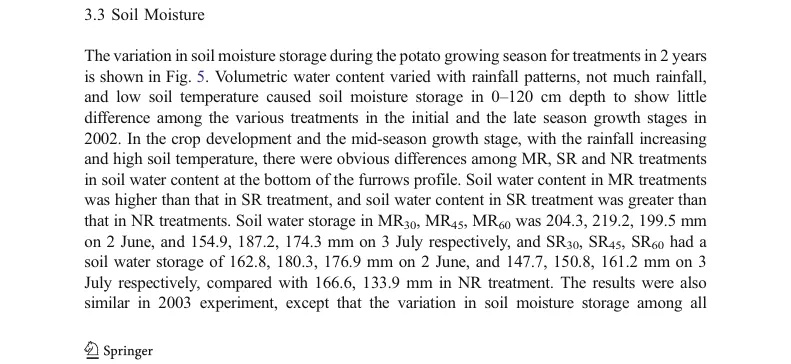 3.3 Soil Moisture
The variation in soil moisture storage during the potato growing season for treatments in 2 years
is shown in Fig. 5. Volumetric water content varied with rainfall patterns, not much rainfall,
and low soil temperature caused soil moisture storage in 0–120 cm depth to show little
difference among the various treatments in the initial and the late season growth stages in
2002. In the crop development and the mid-season growth stage, with the rainfall increasing
and high soil temperature, there were obvious differences among MR, SR and NR treatments
in soil water content at the bottom of the furrows profile. Soil water content in MR treatments
was higher than that in SR treatment, and soil water content in SR treatment was greater than
that in NR treatments. Soil water storage in MR30, MR45, MR60 was 204.3, 219.2, 199.5 mm
on 2 June, and 154.9, 187.2, 174.3 mm on 3 July respectively, and SR30, SR45, SR60 had a
soil water storage of 162.8, 180.3, 176.9 mm on 2 June, and 147.7, 150.8, 161.2 mm on 3
July respectively, compared with 166.6, 133.9 mm in NR treatment. The results were also
similar in 2003 experiment, except that the variation in soil moisture storage among all
Springer